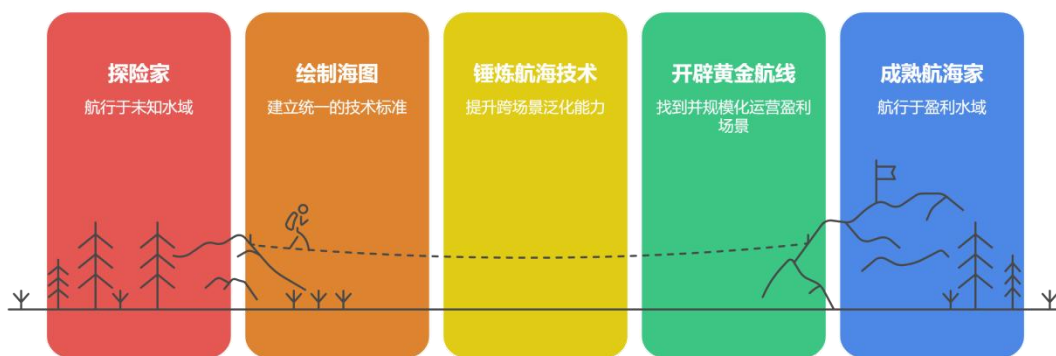 探险家
航行于未知水域
绘制海图
建立统一的技术标准
锤炼航海技术
提升跨场景泛化能力
开辟黄金航线
找到并规模化运营盈利
场景
成熟航海家
航行于盈利水域